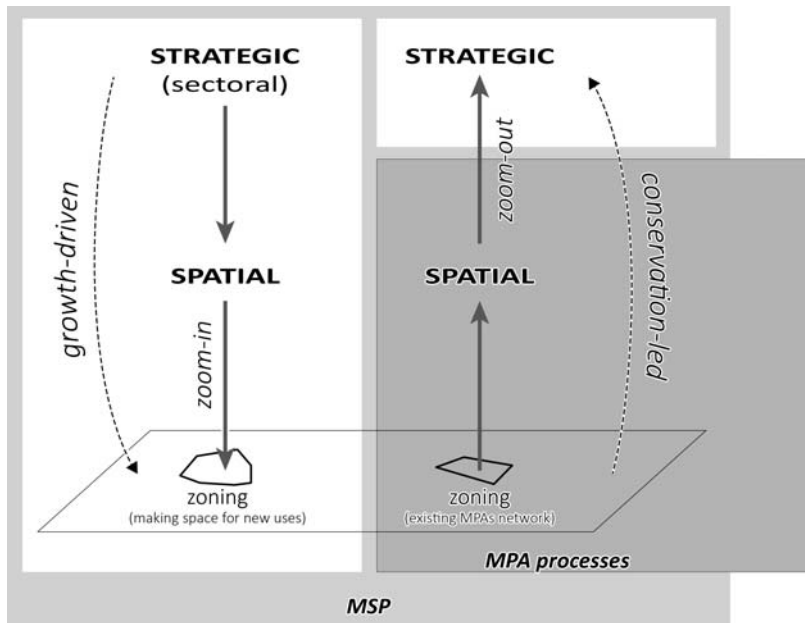 STRATEGIC
(sectoral)
growth-driven
SPATIAL
zoom-in
zoning
(making space for new uses)
STRATEGIC
zoom-out
conservation-led
SPATIAL
zoning
(existing MPAs network)
MPA processes
MSP